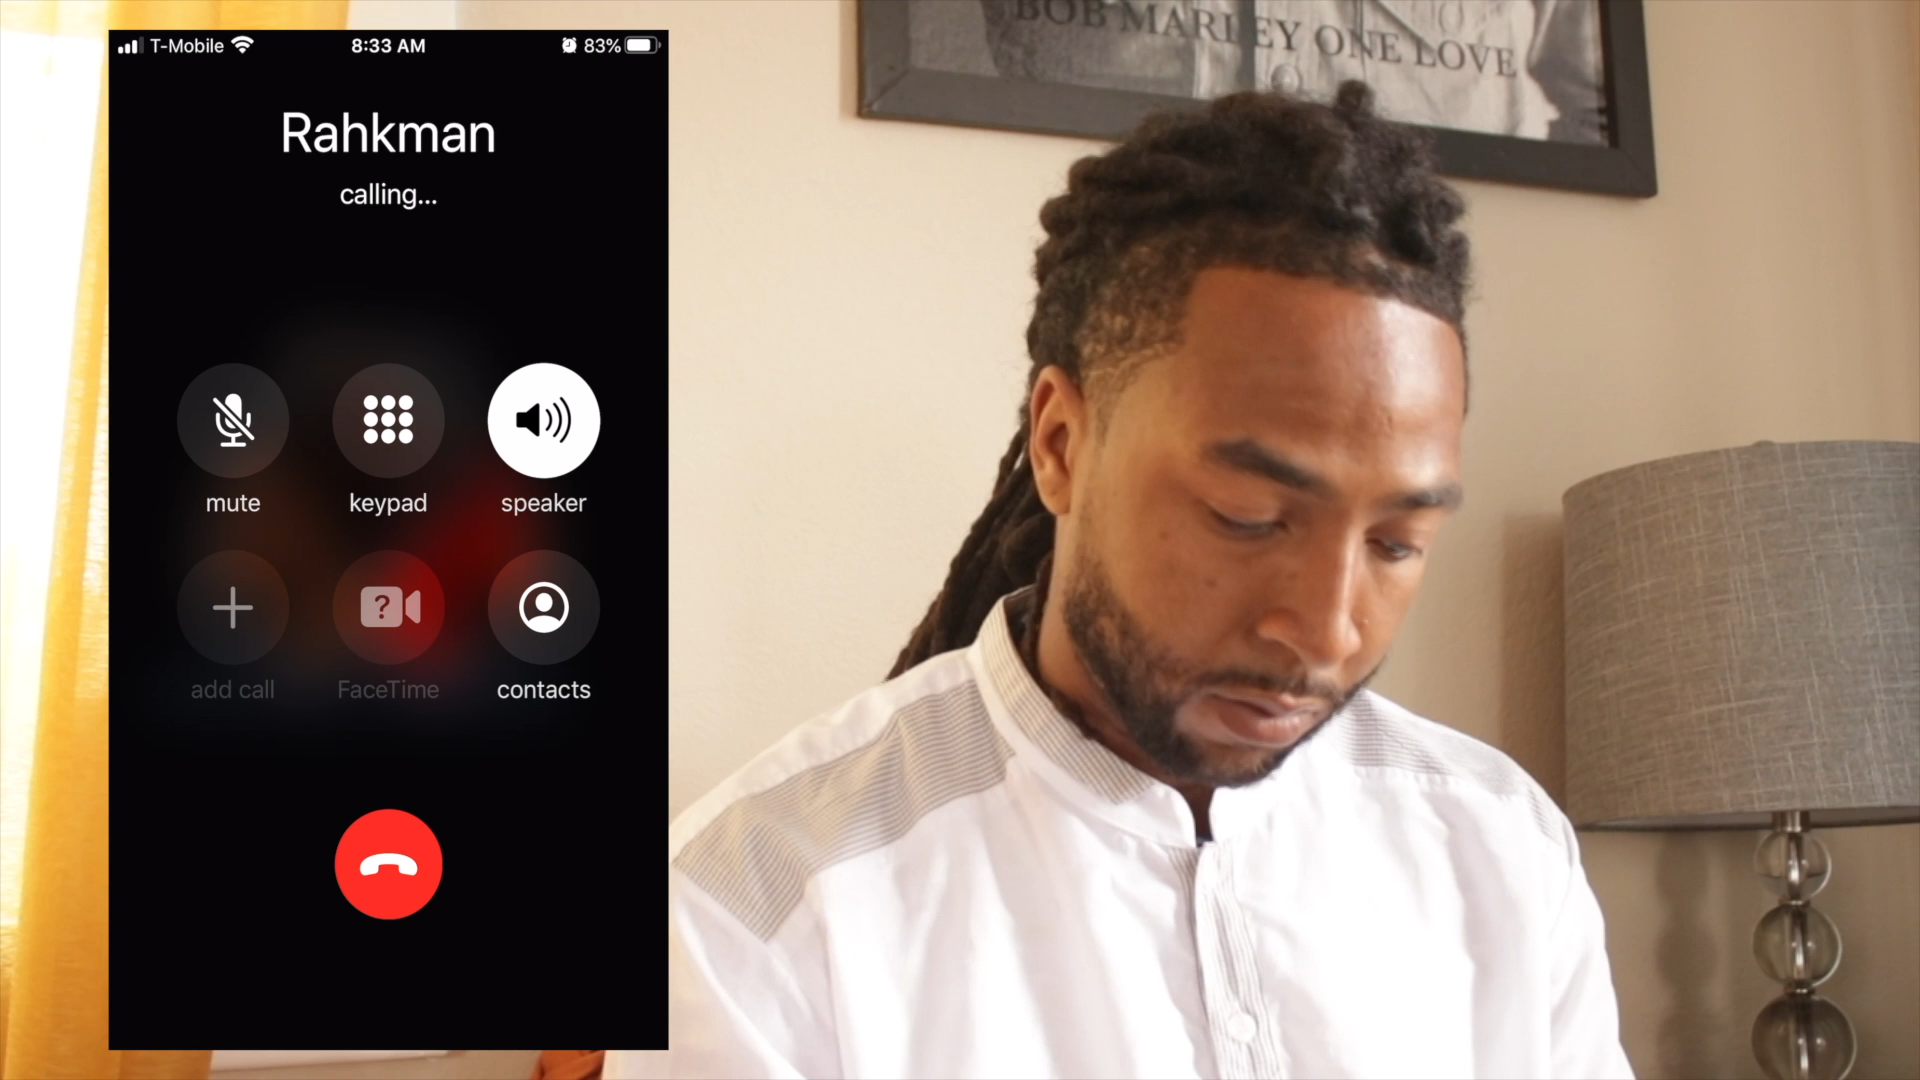 T-Mobile 8:33 AM 83%
Rahkman
calling...
mute keypad speaker
?
add call FaceTime contacts
BOB MARLEY ONE LOVE